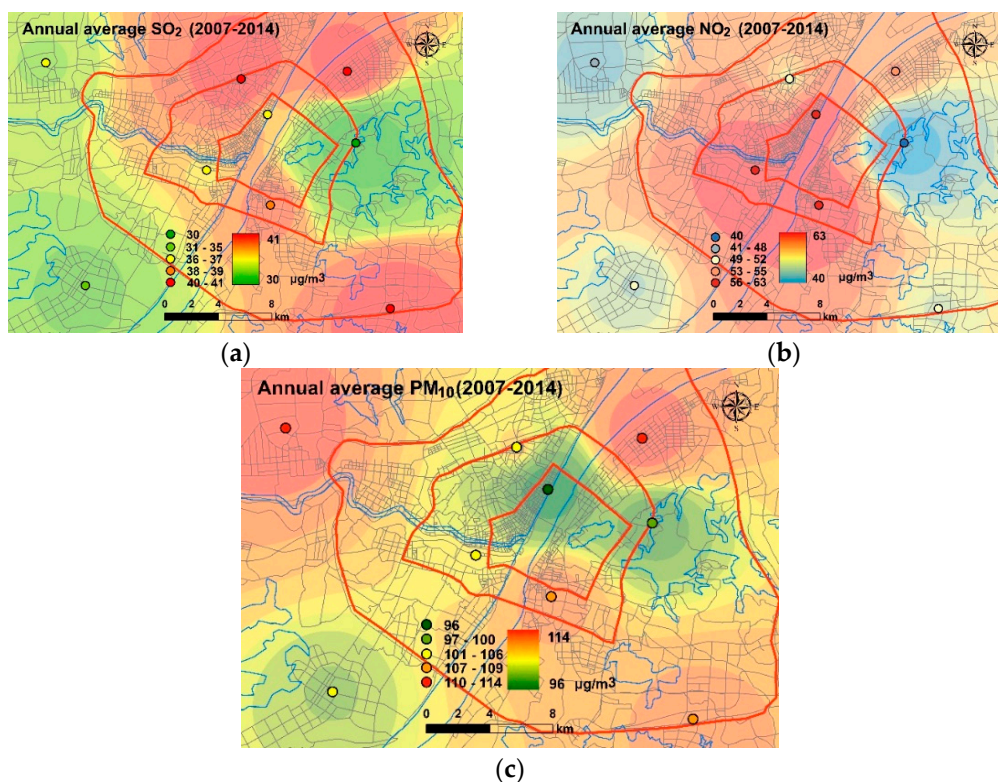 Annual average SO₂ (2007-2014)
N
W E
S
30
31 - 35
36 - 37
38 - 39
40 - 41
41
30 µg/m³
0 2 4 8
km
(a)
Annual average NO₂ (2007-2014)
N
W E
S
40
41 - 48
49 - 52
53 - 55
56 - 63
63
40 µg/m³
0 2 4 8
km
(b)
Annual average PM₁₀ (2007-2014)
N
W E
S
96
97 - 100
101 - 106
107 - 109
110 - 114
114
96 µg/m³
0 2 4 8
km
(c)